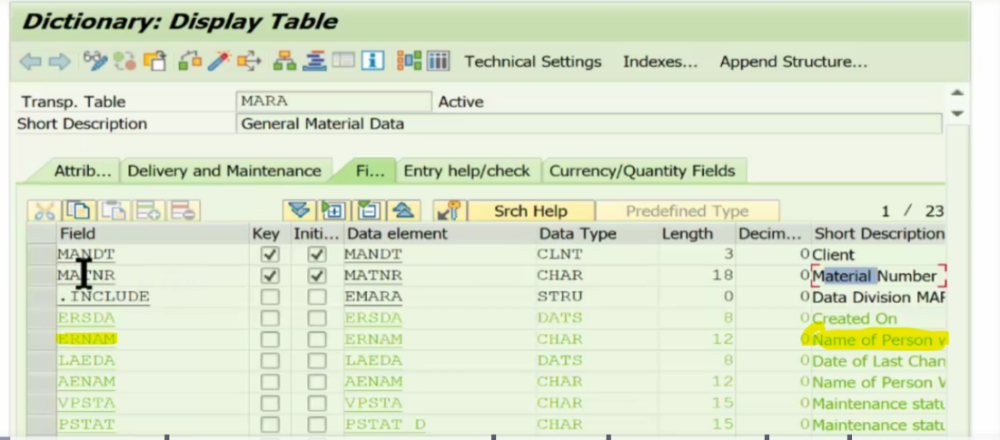 Dictionary: Display Table
Technical Settings Indexes... Append Structure...
Transp. Table MARA Active
Short Description General Material Data
Attrib... Delivery and Maintenance Fi... Entry help/check Currency/Quantity Fields
Srch Help Predefined Type 1 / 23
Field Key Initi... Data element Data Type Length Decim... Short Description
MANDT MANDT CLNT 3 0 Client
MATNR MATNR CHAR 18 0 Material Number
.INCLUDE EMARA STRU 0 0 Data Division MAR
ERSDA ERSDA DATS 8 0 Created On
ERNAM ERNAM CHAR 12 0 Name of Person w
LAEDA LAEDA DATS 8 0 Date of Last Chan
AENAM AENAM CHAR 12 0 Name of Person W
VPSTA VPSTA CHAR 15 0 Maintenance statu
PSTAT PSTAT_D CHAR 15 0 Maintenance statu